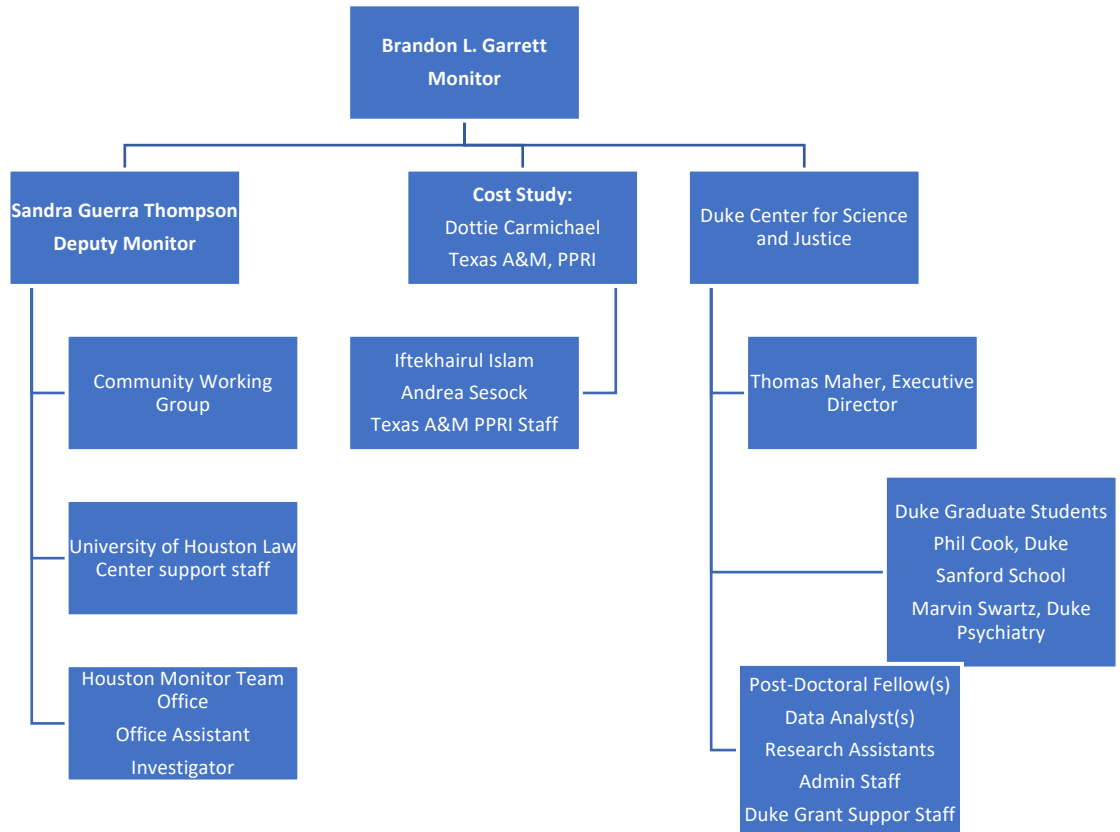 Brandon L. Garrett
Monitor
Sandra Guerra Thompson
Deputy Monitor
Cost Study:
Dottie Carmichael
Texas A&M, PPRI
Duke Center for Science
and Justice
Community Working
Group
Iftekhairul Islam
Andrea Sesock
Texas A&M PPRI Staff
Thomas Maher, Executive
Director
University of Houston Law
Center support staff
Duke Graduate Students
Phil Cook, Duke
Sanford School
Marvin Swartz, Duke
Psychiatry
Houston Monitor Team
Office
Office Assistant
Investigator
Post-Doctoral Fellow(s)
Data Analyst(s)
Research Assistants
Admin Staff
Duke Grant Suppor Staff